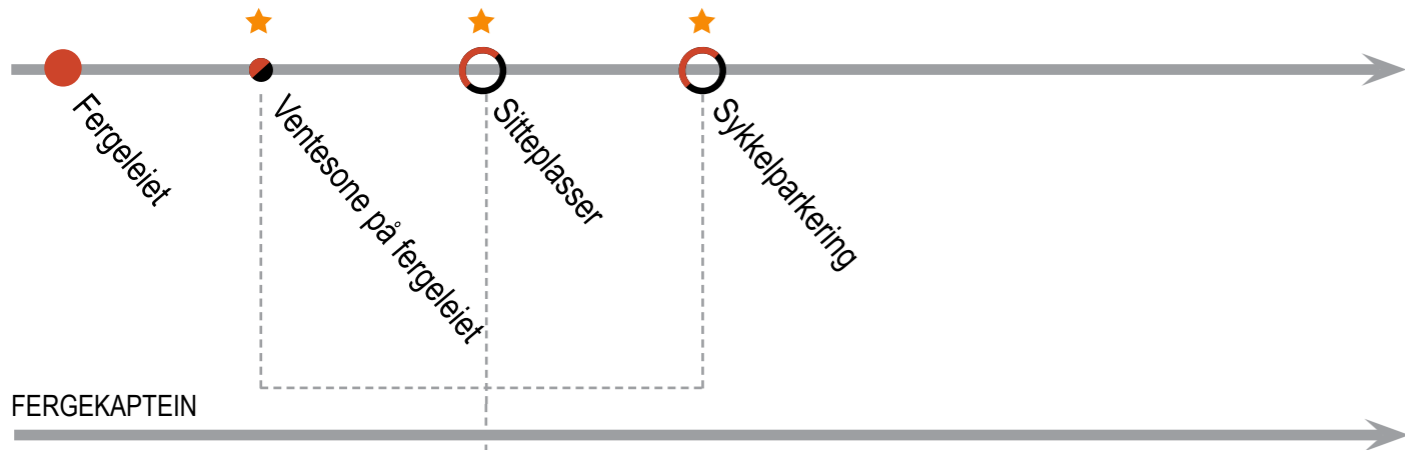 Fergeleiet
Ventesone på fergeleiet
Sitteplasser
Sykkelparkering
FERGEKAPTEIN